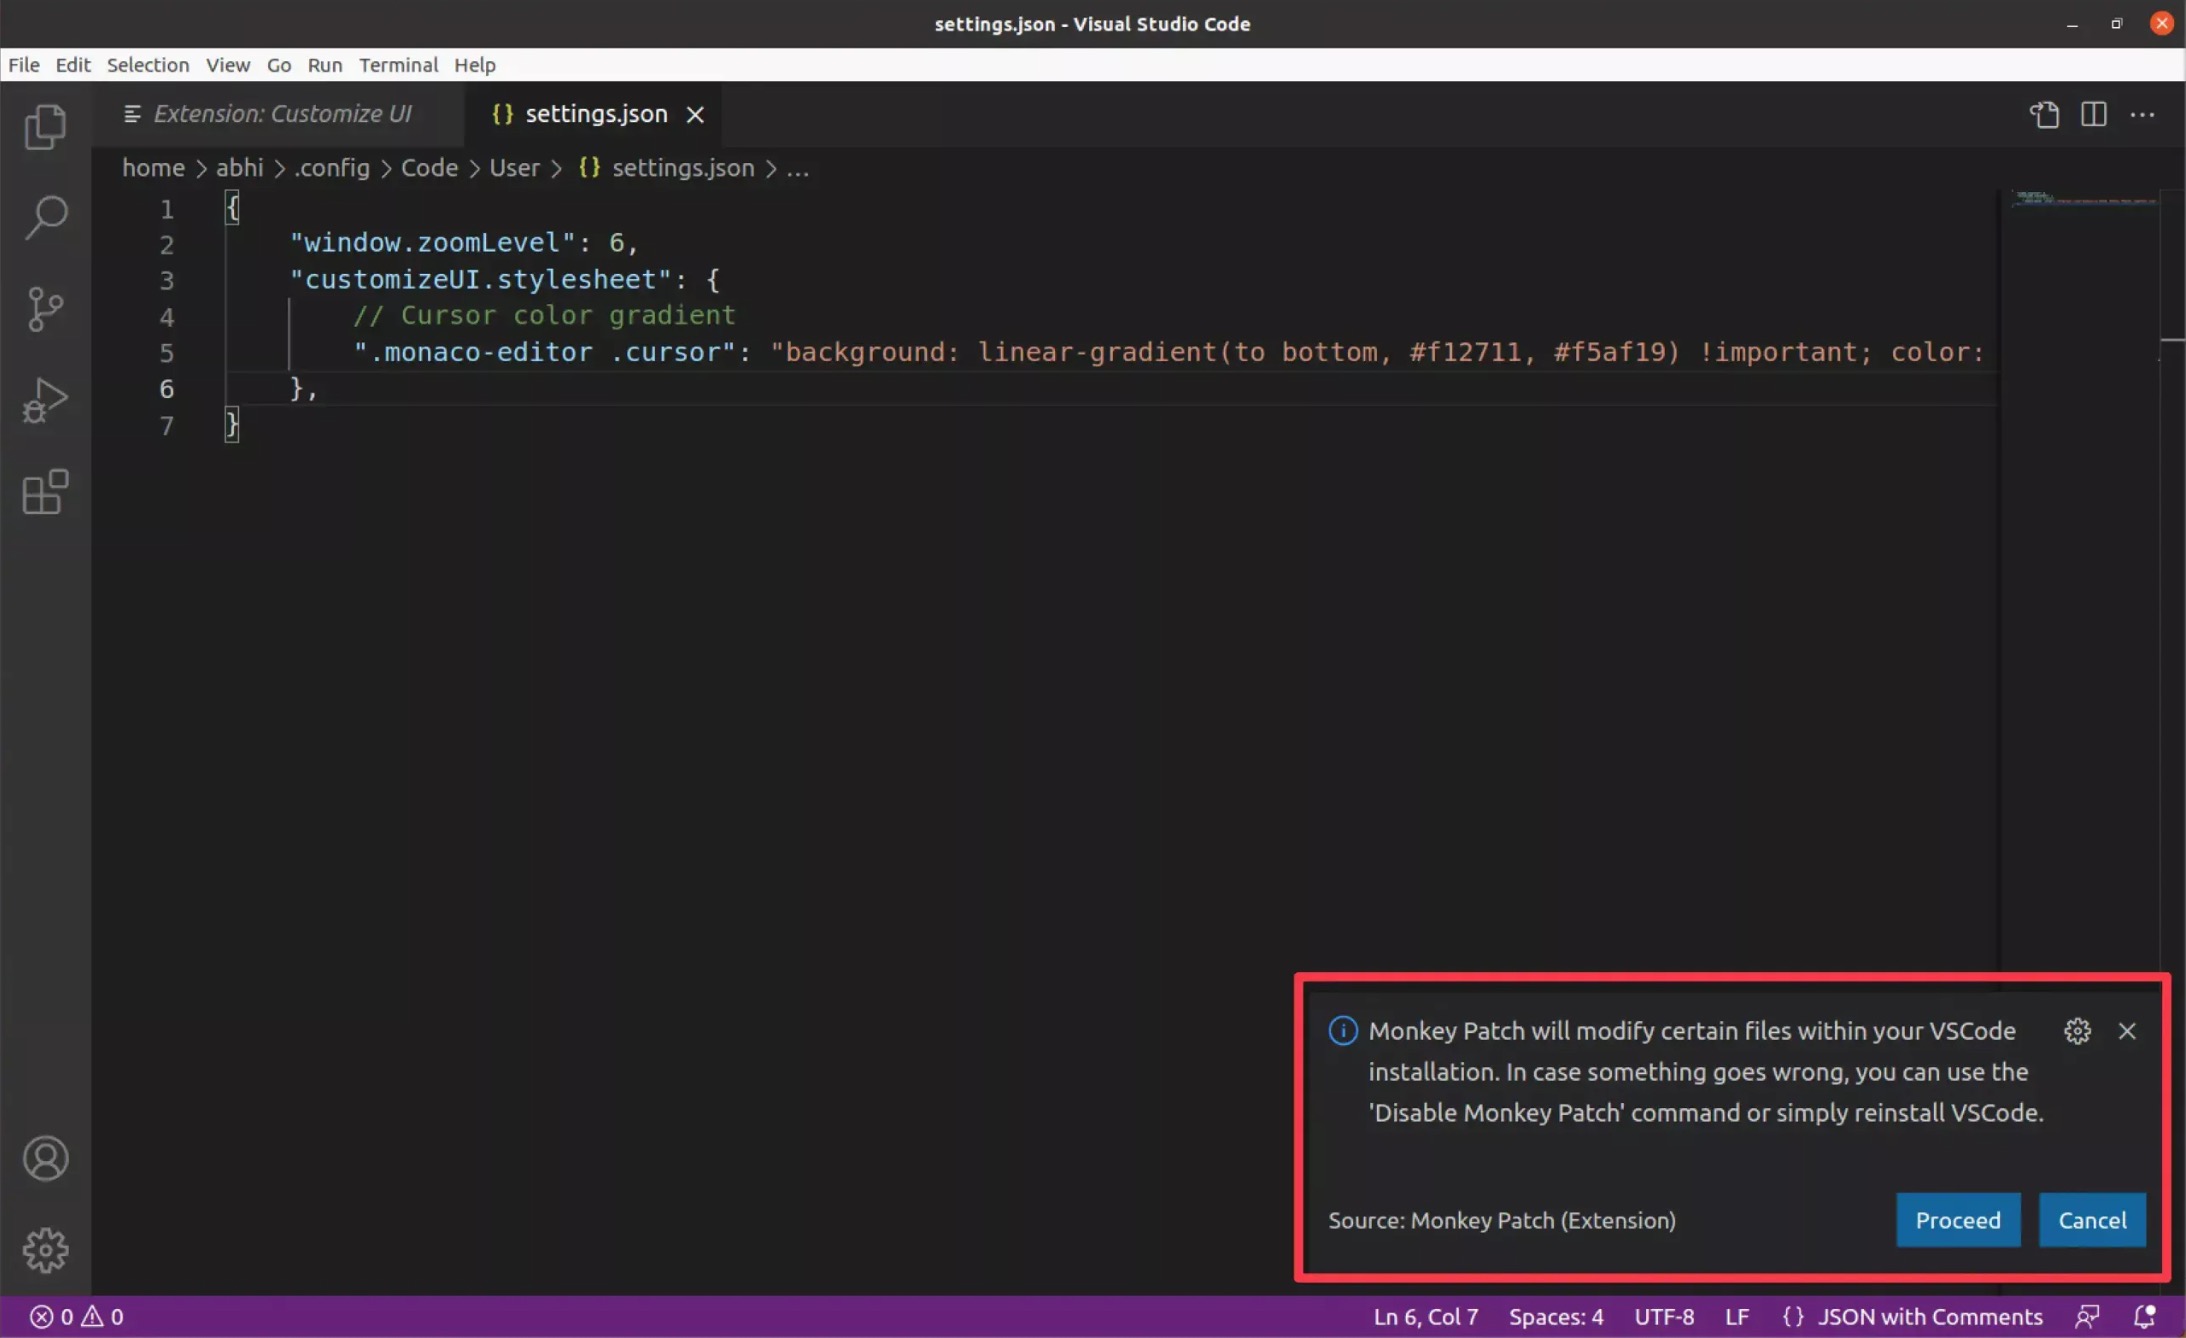 settings.json - Visual Studio Code
File Edit Selection View Go Run Terminal Help
Extension: Customize UI
{} settings.json
home > abhi > .config > Code > User > {} settings.json > ...
1 {
2 "window.zoomLevel": 6,
3 "customizeUI.stylesheet": {
4 // Cursor color gradient
5 ".monaco-editor .cursor": "background: linear-gradient(to bottom, #f12711, #f5af19) !important; color:
6 },
7 }
Monkey Patch will modify certain files within your VSCode
installation. In case something goes wrong, you can use the
'Disable Monkey Patch' command or simply reinstall VSCode.
Source: Monkey Patch (Extension) Proceed Cancel
0 0 Ln 6, Col 7 Spaces: 4 UTF-8 LF {} JSON with Comments